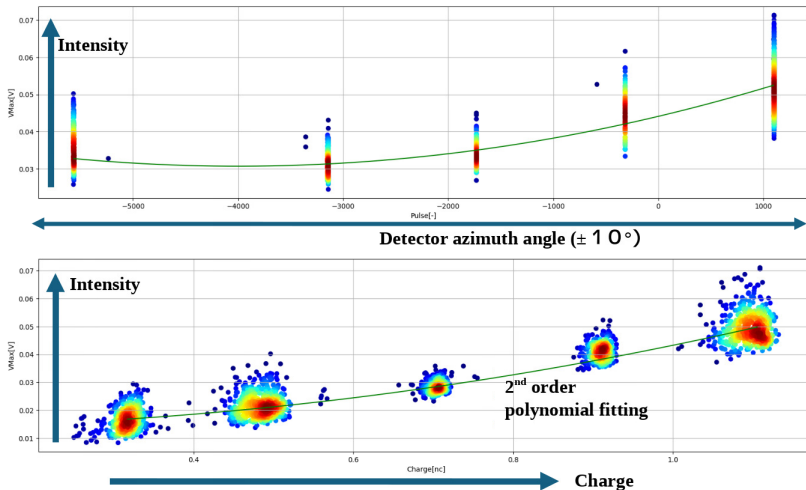 0.07
0.06
0.05
0.04
0.03
VMax[V]
Intensity
-5000 -4000 -3000 -2000 -1000 0 1000
Pulse[-]
Detector azimuth angle (± 10°)
0.07
0.06
0.05
0.04
0.03
0.02
0.01
VMax[V]
Intensity
2nd order
polynomial fitting
0.4 0.6 0.8 1.0
Charge[nc]
Charge